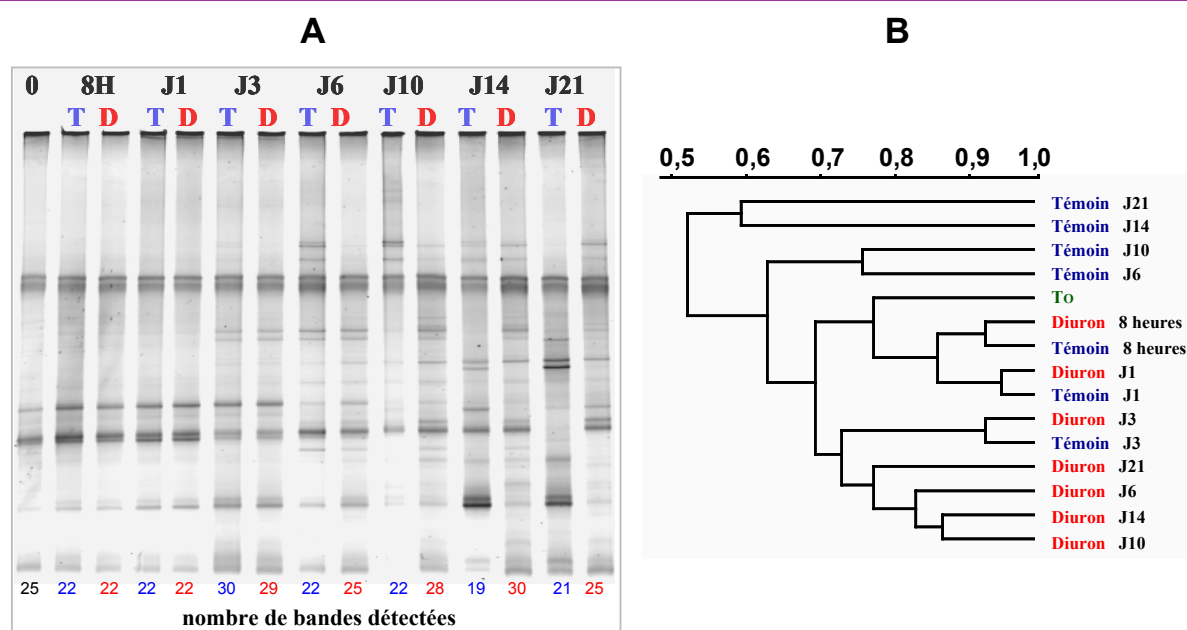 A
0 8H J1 J3 J6 J10 J14 J21
T D T D T D T D T D T D T D
25 22 22 22 22 30 29 22 25 22 28 19 30 21 25
nombre de bandes détectées
B
0,5 0,6 0,7 0,8 0,9 1,0
Témoin J21
Témoin J14
Témoin J10
Témoin J6
To
Diuron 8 heures
Témoin 8 heures
Diuron J1
Témoin J1
Diuron J3
Témoin J3
Diuron J21
Diuron J6
Diuron J14
Diuron J10